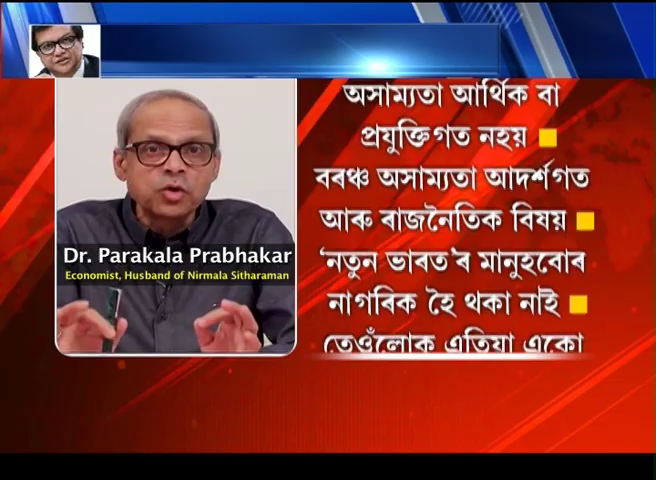 অসাম্যতা আৰ্থিক বা
প্ৰযুক্তিগত নহয়
বৰঞ্চ অসাম্যতা আদৰ্শগত
আৰু ৰাজনৈতিক বিষয়
‘নতুন ভাৰত’ৰ মানুহবোৰ
নাগৰিক হৈ থকা নাই
তেওঁলোক এতিয়া একো
Dr. Parakala Prabhakar
Economist, Husband of Nirmala Sitharaman